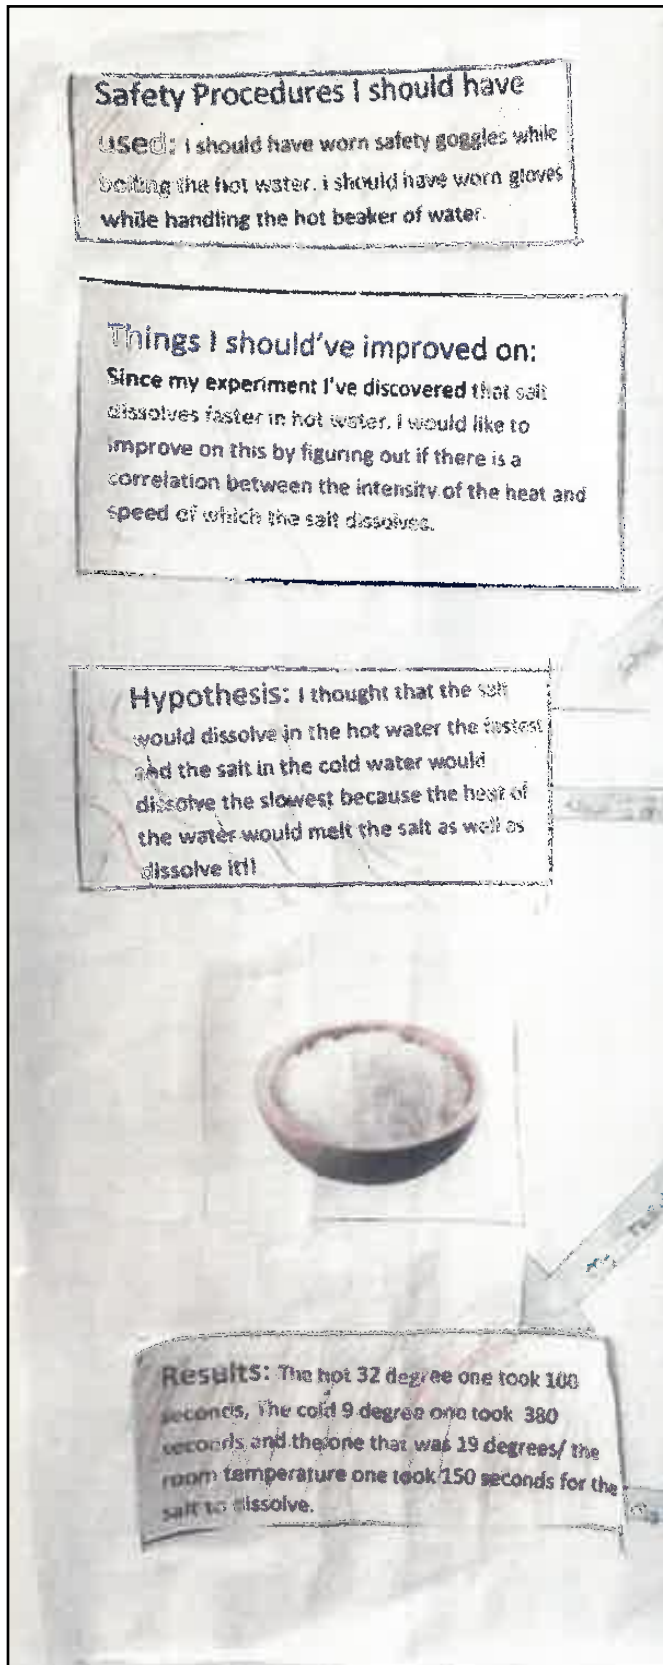 Safety Procedures I should have
used: I should have worn safety goggles while
boiling the hot water. i should have worn gloves
while handling the hot beaker of water.
Things I should've improved on:
Since my experiment I've discovered that salt
dissolves faster in hot water. I would like to
improve on this by figuring out if there is a
correlation between the intensity of the heat and
speed of which the salt dissolves.
Hypothesis: I thought that the salt
would dissolve in the hot water the fastest
and the salt in the cold water would
dissolve the slowest because the heat of
the water would melt the salt as well as
dissolve it!!
Results: The hot 32 degree one took 100
seconds, The cold 9 degree one took 380
seconds and the one that was 19 degrees/ the
room temperature one took 150 seconds for the
salt to dissolve.